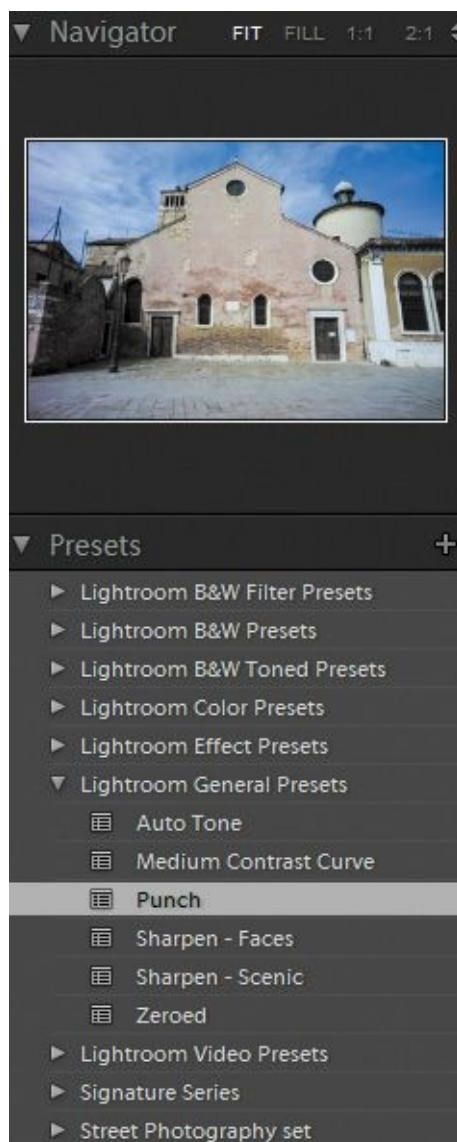 Navigator FIT FILL 1:1 2:1
Presets
Lightroom B&W Filter Presets
Lightroom B&W Presets
Lightroom B&W Toned Presets
Lightroom Color Presets
Lightroom Effect Presets
Lightroom General Presets
Auto Tone
Medium Contrast Curve
Punch
Sharpen - Faces
Sharpen - Scenic
Zeroed
Lightroom Video Presets
Signature Series
Street Photography set